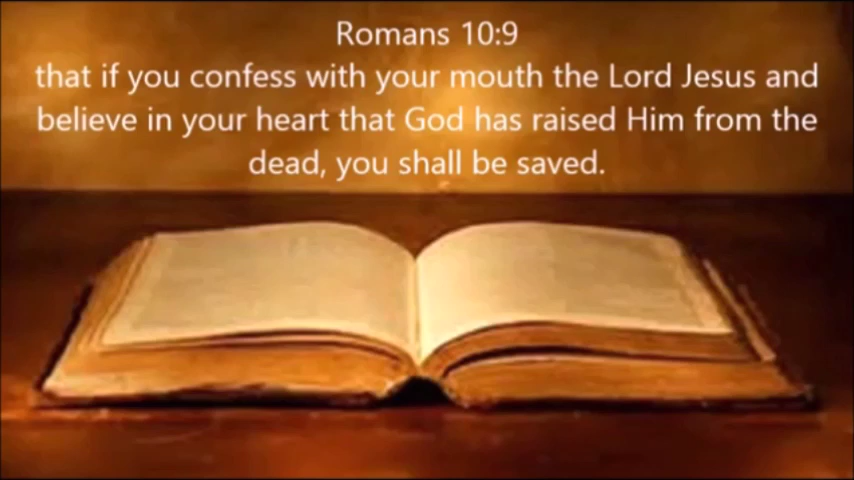 Romans 10:9
that if you confess with your mouth the Lord Jesus and
believe in your heart that God has raised Him from the
dead, you shall be saved.